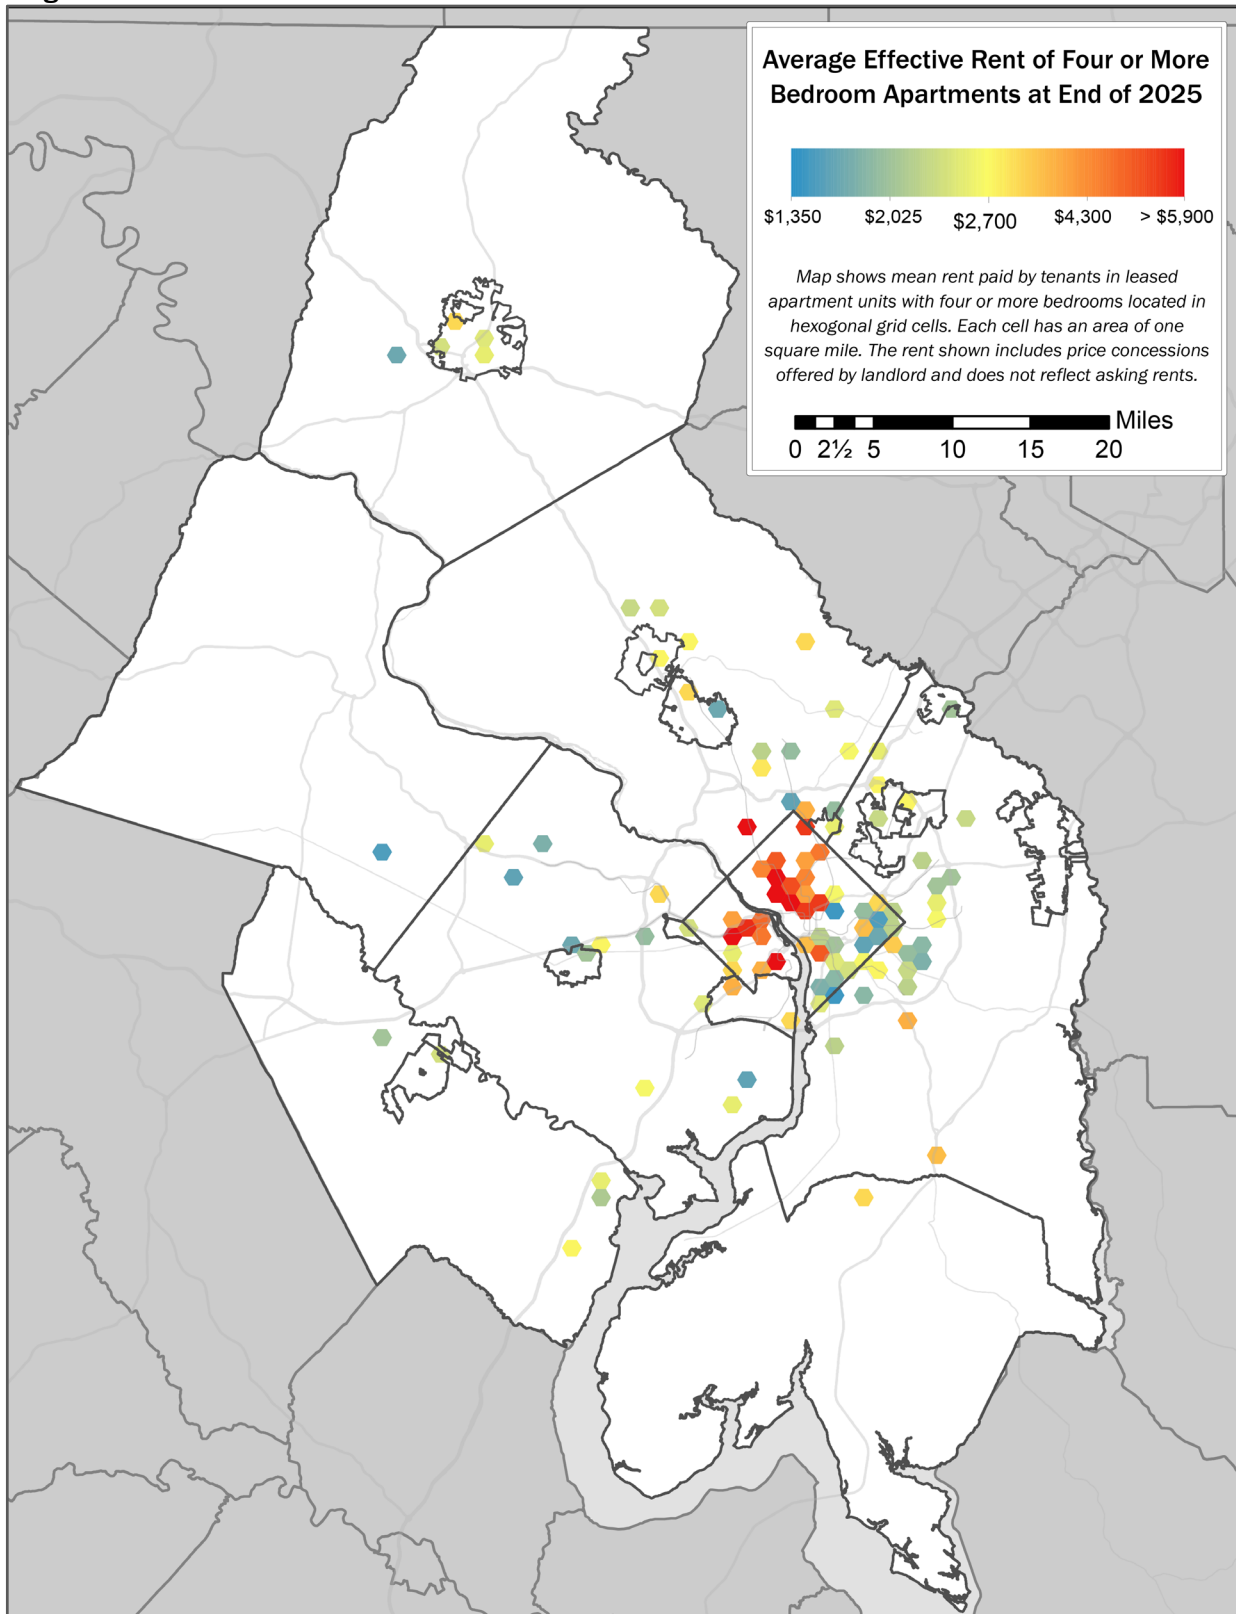 Average Effective Rent of Four or More
Bedroom Apartments at End of 2025
$1,350 $2,025 $2,700 $4,300 > $5,900
Map shows mean rent paid by tenants in leased
apartment units with four or more bedrooms located in
hexogonal grid cells. Each cell has an area of one
square mile. The rent shown includes price concessions
offered by landlord and does not reflect asking rents.
Miles
0 2½ 5 10 15 20